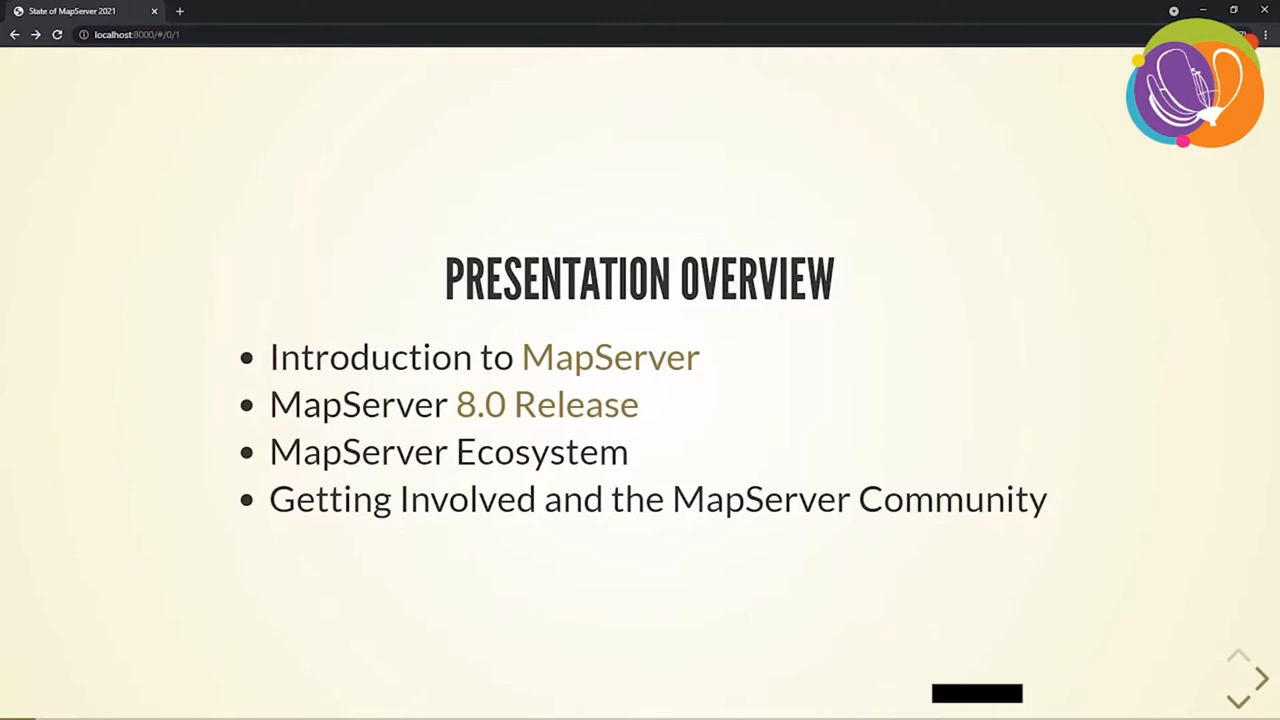 State of MapServer 2021
localhost:8000/#/0/1
PRESENTATION OVERVIEW
Introduction to MapServer
MapServer 8.0 Release
MapServer Ecosystem
Getting Involved and the MapServer Community